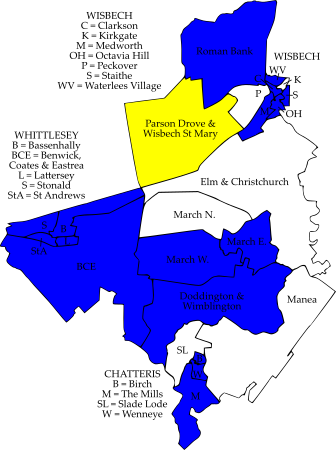 WISBECH
C = Clarkson
K = Kirkgate
M = Medworth
OH = Octavia Hill
P = Peckover
S = Staithe
WV = Waterlees Village
Roman Bank
WISBECH
WV
C
K
P
S
OH
Parson Drove &
Wisbech St Mary
WHITTLESEY
B = Bassenhally
BCE = Benwick,
Coates & Eastrea
L = Lattersey
S = Stonald
StA = St Andrews
Elm & Christchurch
March N.
S
B
L
StA
March E.
March W.
BCE
Doddington &
Wimblington
Manea
SL
CHATTERIS
B = Birch
M = The Mills
SL = Slade Lode
W = Wenneye
W
M